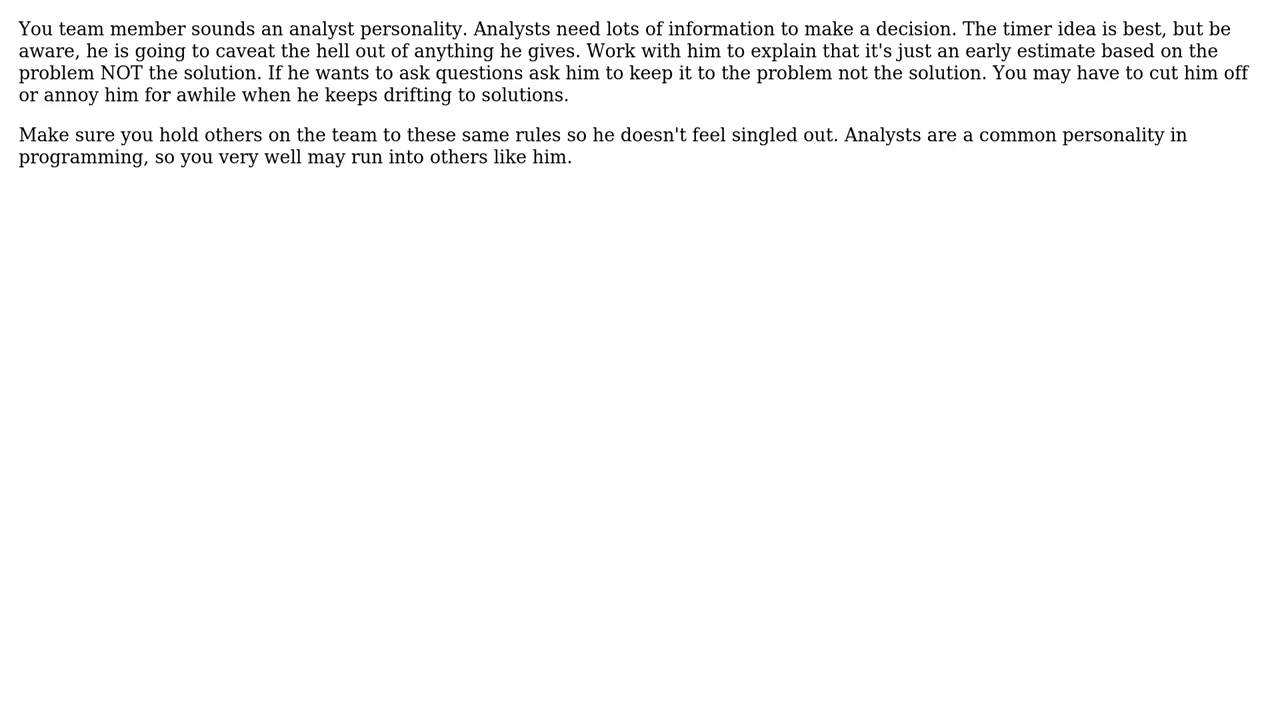 You team member sounds an analyst personality. Analysts need lots of information to make a decision. The timer idea is best, but be
aware, he is going to caveat the hell out of anything he gives. Work with him to explain that it's just an early estimate based on the
problem NOT the solution. If he wants to ask questions ask him to keep it to the problem not the solution. You may have to cut him off
or annoy him for awhile when he keeps drifting to solutions.
Make sure you hold others on the team to these same rules so he doesn't feel singled out. Analysts are a common personality in
programming, so you very well may run into others like him.